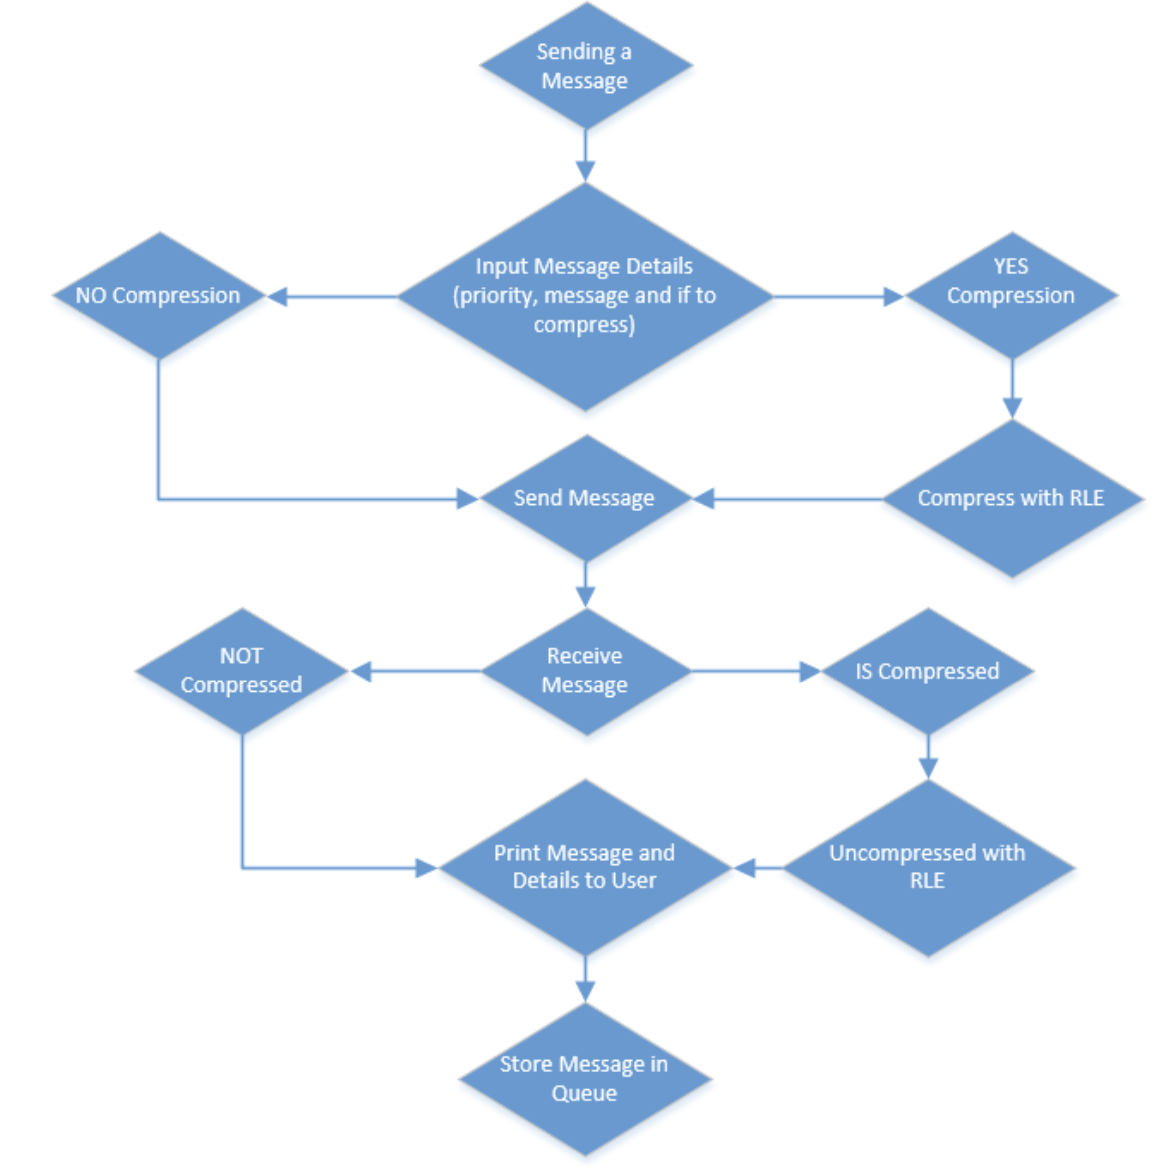 Sending a
Message
Input Message Details
(priority, message and if to
compress)
NO Compression
YES
Compression
Send Message
Compress with RLE
Receive
Message
NOT
Compressed
IS Compressed
Print Message and
Details to User
Uncompressed with
RLE
Store Message in
Queue